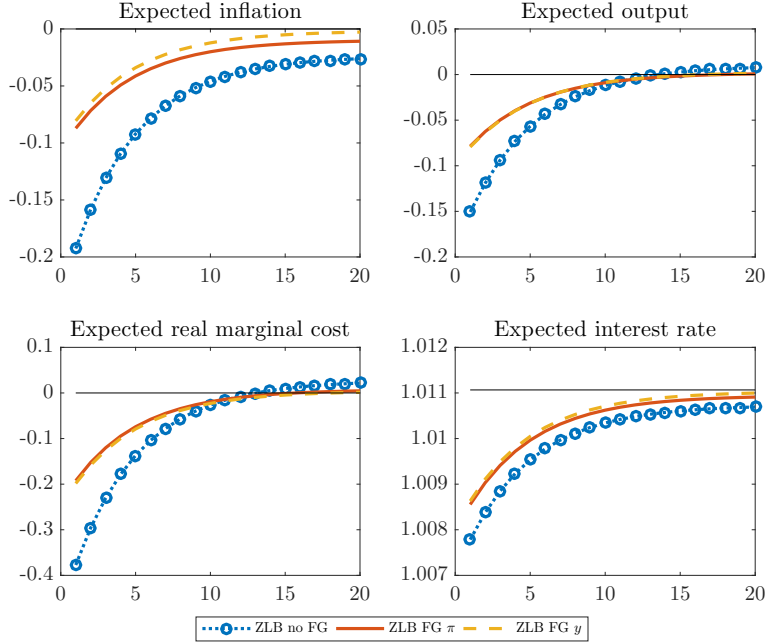 Expected inflation
0
-0.05
-0.1
-0.15
-0.2
0 5 10 15 20
Expected output
0.05
0
-0.05
-0.1
-0.15
-0.2
0 5 10 15 20
Expected real marginal cost
0.1
0
-0.1
-0.2
-0.3
-0.4
0 5 10 15 20
Expected interest rate
1.012
1.011
1.01
1.009
1.008
1.007
0 5 10 15 20
ZLB no FG ZLB FG π ZLB FG y